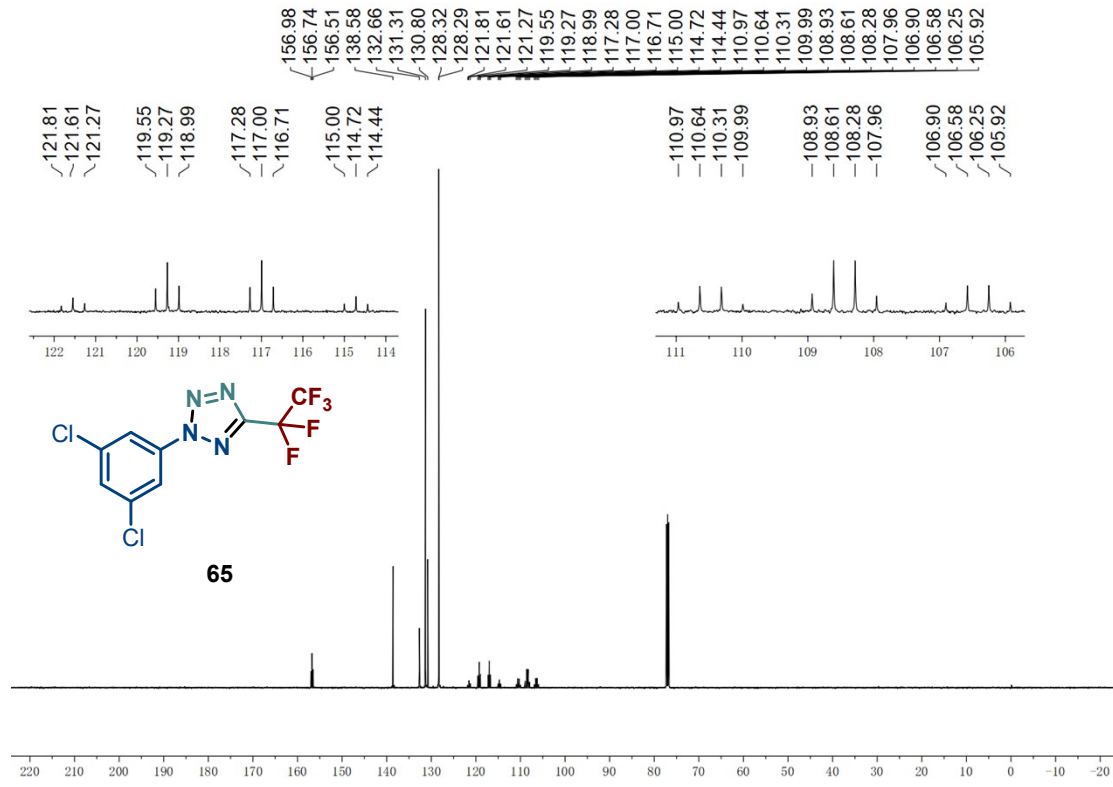 156.98 156.74 156.51 138.58 132.66 131.31 130.80 128.32 128.29 121.81 121.61 121.27 119.55 119.27 118.99 117.28 117.00 116.71 115.00 114.72 114.44 110.97 110.64 110.31 109.99 108.93 108.61 108.28 107.96 106.90 106.58 106.25 105.92
121.81 121.61 121.27 119.55 119.27 118.99 117.28 117.00 116.71 115.00 114.72 114.44
110.97 110.64 110.31 109.99 108.93 108.61 108.28 107.96 106.90 106.58 106.25 105.92
122 121 120 119 118 117 116 115 114
111 110 109 108 107 106
N=N
CF3
Cl
N
N
F
F
Cl
65
220 210 200 190 180 170 160 150 140 130 120 110 100 90 80 70 60 50 40 30 20 10 0 -10 -20